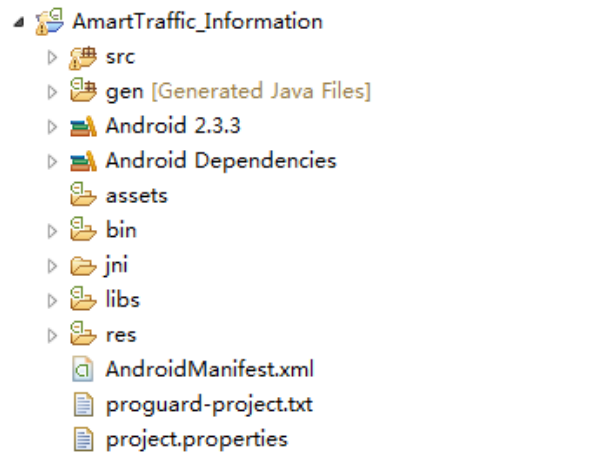 AmartTraffic_Information
src
gen [Generated Java Files]
Android 2.3.3
Android Dependencies
assets
bin
jni
libs
res
AndroidManifest.xml
proguard-project.txt
project.properties